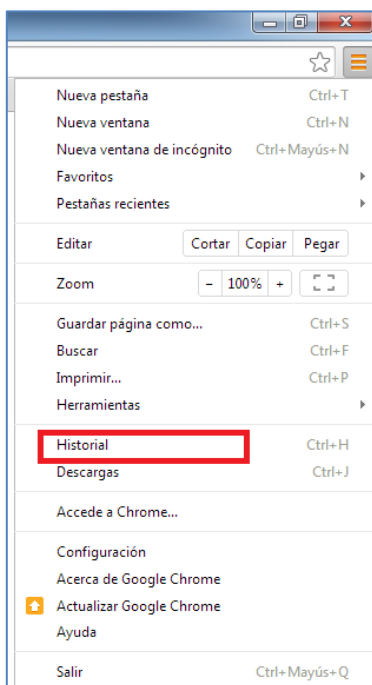 Nueva pestaña Ctrl+T
Nueva ventana Ctrl+N
Nueva ventana de incógnito Ctrl+Mayús+N
Favoritos
Pestañas recientes
Editar Cortar Copiar Pegar
Zoom - 100% +
Guardar página como... Ctrl+S
Buscar Ctrl+F
Imprimir... Ctrl+P
Herramientas
Historial Ctrl+H
Descargas Ctrl+J
Accede a Chrome...
Configuración
Acerca de Google Chrome
Actualizar Google Chrome
Ayuda
Salir Ctrl+Mayús+Q